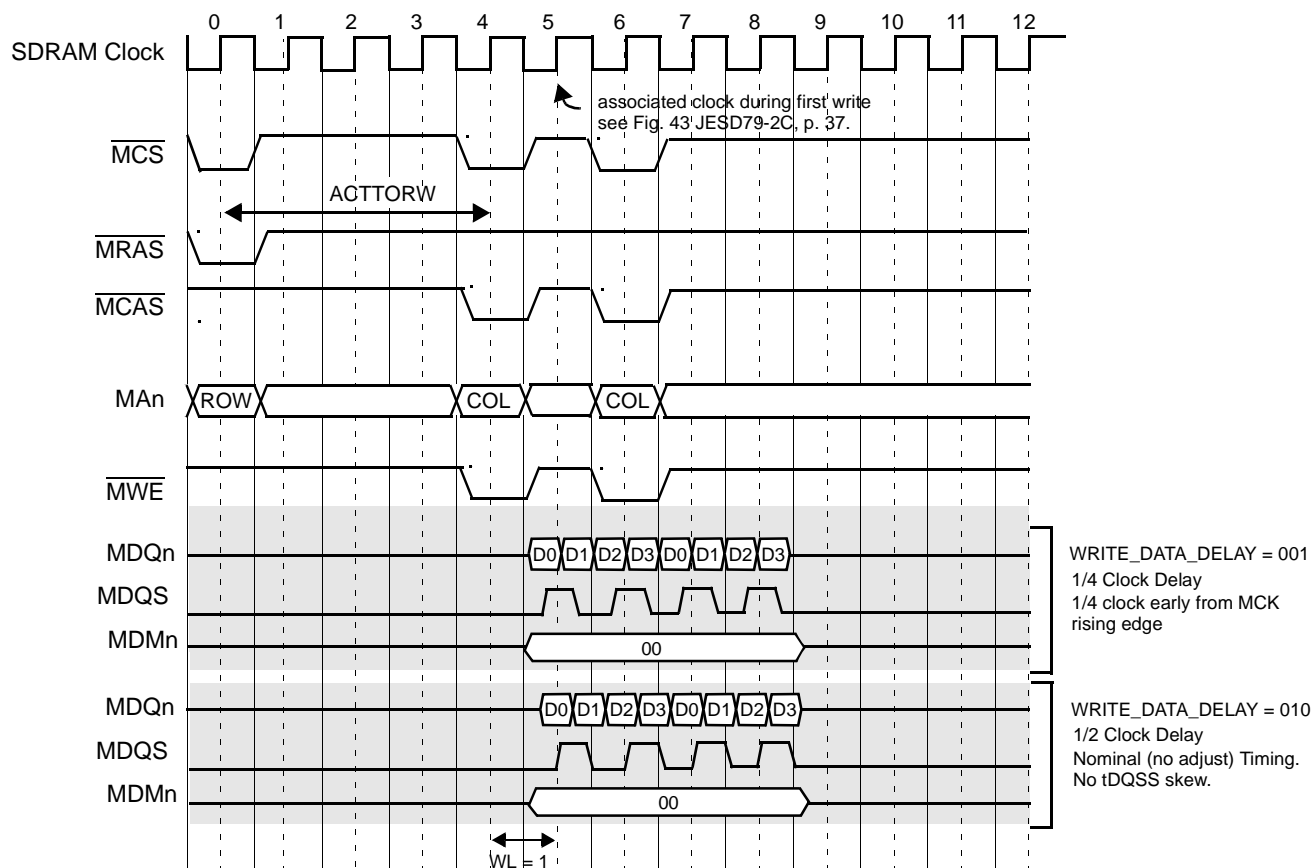 0 1 2 3 4 5 6 7 8 9 10 11 12
SDRAM Clock
associated clock during first write
see Fig. 43 JESD79-2C, p. 37.
MCS
ACTTORW
MRAS
MCAS
MAn
ROW COL COL
MWE
MDQn
D0 D1 D2 D3 D0 D1 D2 D3
WRITE_DATA_DELAY = 001
1/4 Clock Delay
1/4 clock early from MCK
rising edge
MDQS
MDMn
00
MDQn
D0 D1 D2 D3 D0 D1 D2 D3
WRITE_DATA_DELAY = 010
1/2 Clock Delay
Nominal (no adjust) Timing.
No tDQSS skew.
MDQS
MDMn
00
WL = 1